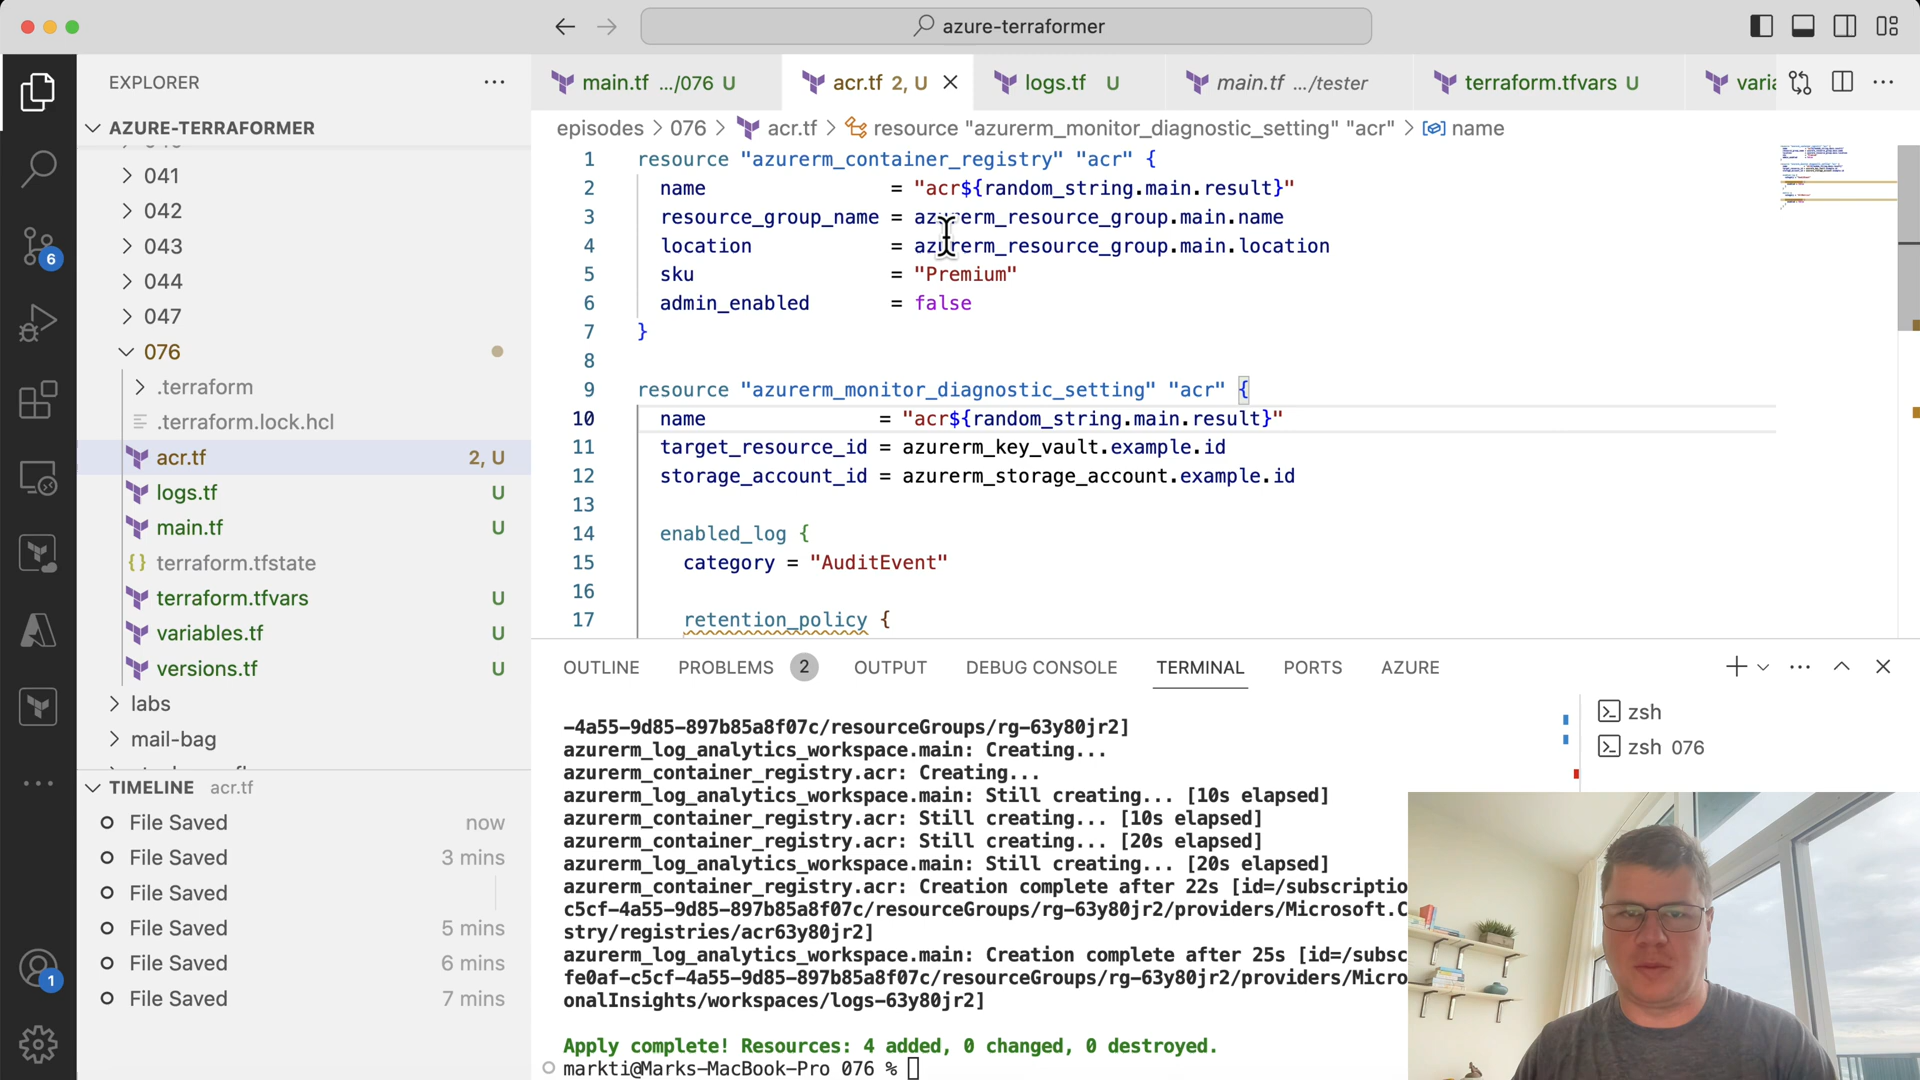 azure-terraformer
EXPLORER
AZURE-TERRAFORMER
041
042
043
044
047
076
.terraform
.terraform.lock.hcl
acr.tf 2, U
logs.tf U
main.tf U
terraform.tfstate
terraform.tfvars U
variables.tf U
versions.tf U
labs
mail-bag
TIMELINE acr.tf
File Saved now
File Saved 3 mins
File Saved
File Saved 5 mins
File Saved 6 mins
File Saved 7 mins
6
1
main.tf .../076 U
acr.tf 2, U
logs.tf U
main.tf .../tester
terraform.tfvars U
varia
episodes > 076 > acr.tf > resource "azurerm_monitor_diagnostic_setting" "acr" > name
1 resource "azurerm_container_registry" "acr" {
2 name = "acr${random_string.main.result}"
3 resource_group_name = azurerm_resource_group.main.name
4 location = azurerm_resource_group.main.location
5 sku = "Premium"
6 admin_enabled = false
7 }
8
9 resource "azurerm_monitor_diagnostic_setting" "acr" {
10 name = "acr${random_string.main.result}"
11 target_resource_id = azurerm_key_vault.example.id
12 storage_account_id = azurerm_storage_account.example.id
13
14 enabled_log {
15 category = "AuditEvent"
16
17 retention_policy {
OUTLINE PROBLEMS 2 OUTPUT DEBUG CONSOLE TERMINAL PORTS AZURE
-4a55-9d85-897b85a8f07c/resourceGroups/rg-63y80jr2]
azurerm_log_analytics_workspace.main: Creating...
azurerm_container_registry.acr: Creating...
azurerm_log_analytics_workspace.main: Still creating... [10s elapsed]
azurerm_container_registry.acr: Still creating... [10s elapsed]
azurerm_container_registry.acr: Still creating... [20s elapsed]
azurerm_log_analytics_workspace.main: Still creating... [20s elapsed]
azurerm_container_registry.acr: Creation complete after 22s [id=/subscriptio
c5cf-4a55-9d85-897b85a8f07c/resourceGroups/rg-63y80jr2/providers/Microsoft.C
stry/registries/acr63y80jr2]
azurerm_log_analytics_workspace.main: Creation complete after 25s [id=/subsc
fe0af-c5cf-4a55-9d85-897b85a8f07c/resourceGroups/rg-63y80jr2/providers/Micro
onalInsights/workspaces/logs-63y80jr2]
Apply complete! Resources: 4 added, 0 changed, 0 destroyed.
markti@Marks-MacBook-Pro 076 %
zsh
zsh 076